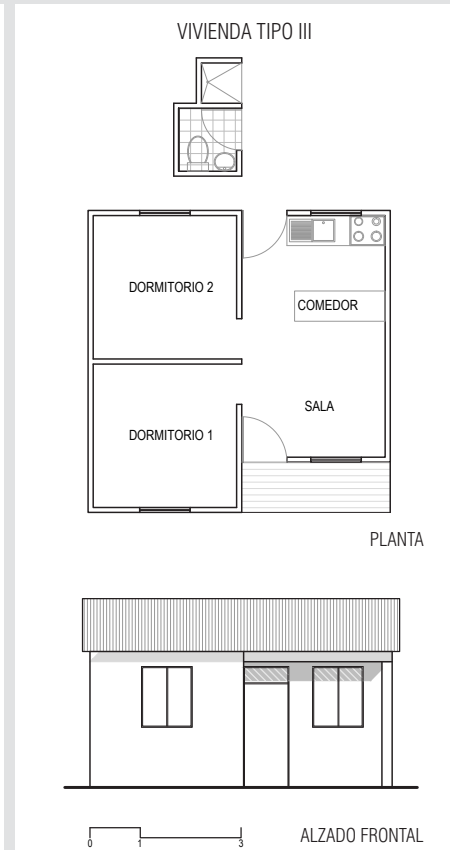 VIVIENDA TIPO III
DORMITORIO 2
COMEDOR
SALA
DORMITORIO 1
PLANTA
0 1 3
ALZADO FRONTAL